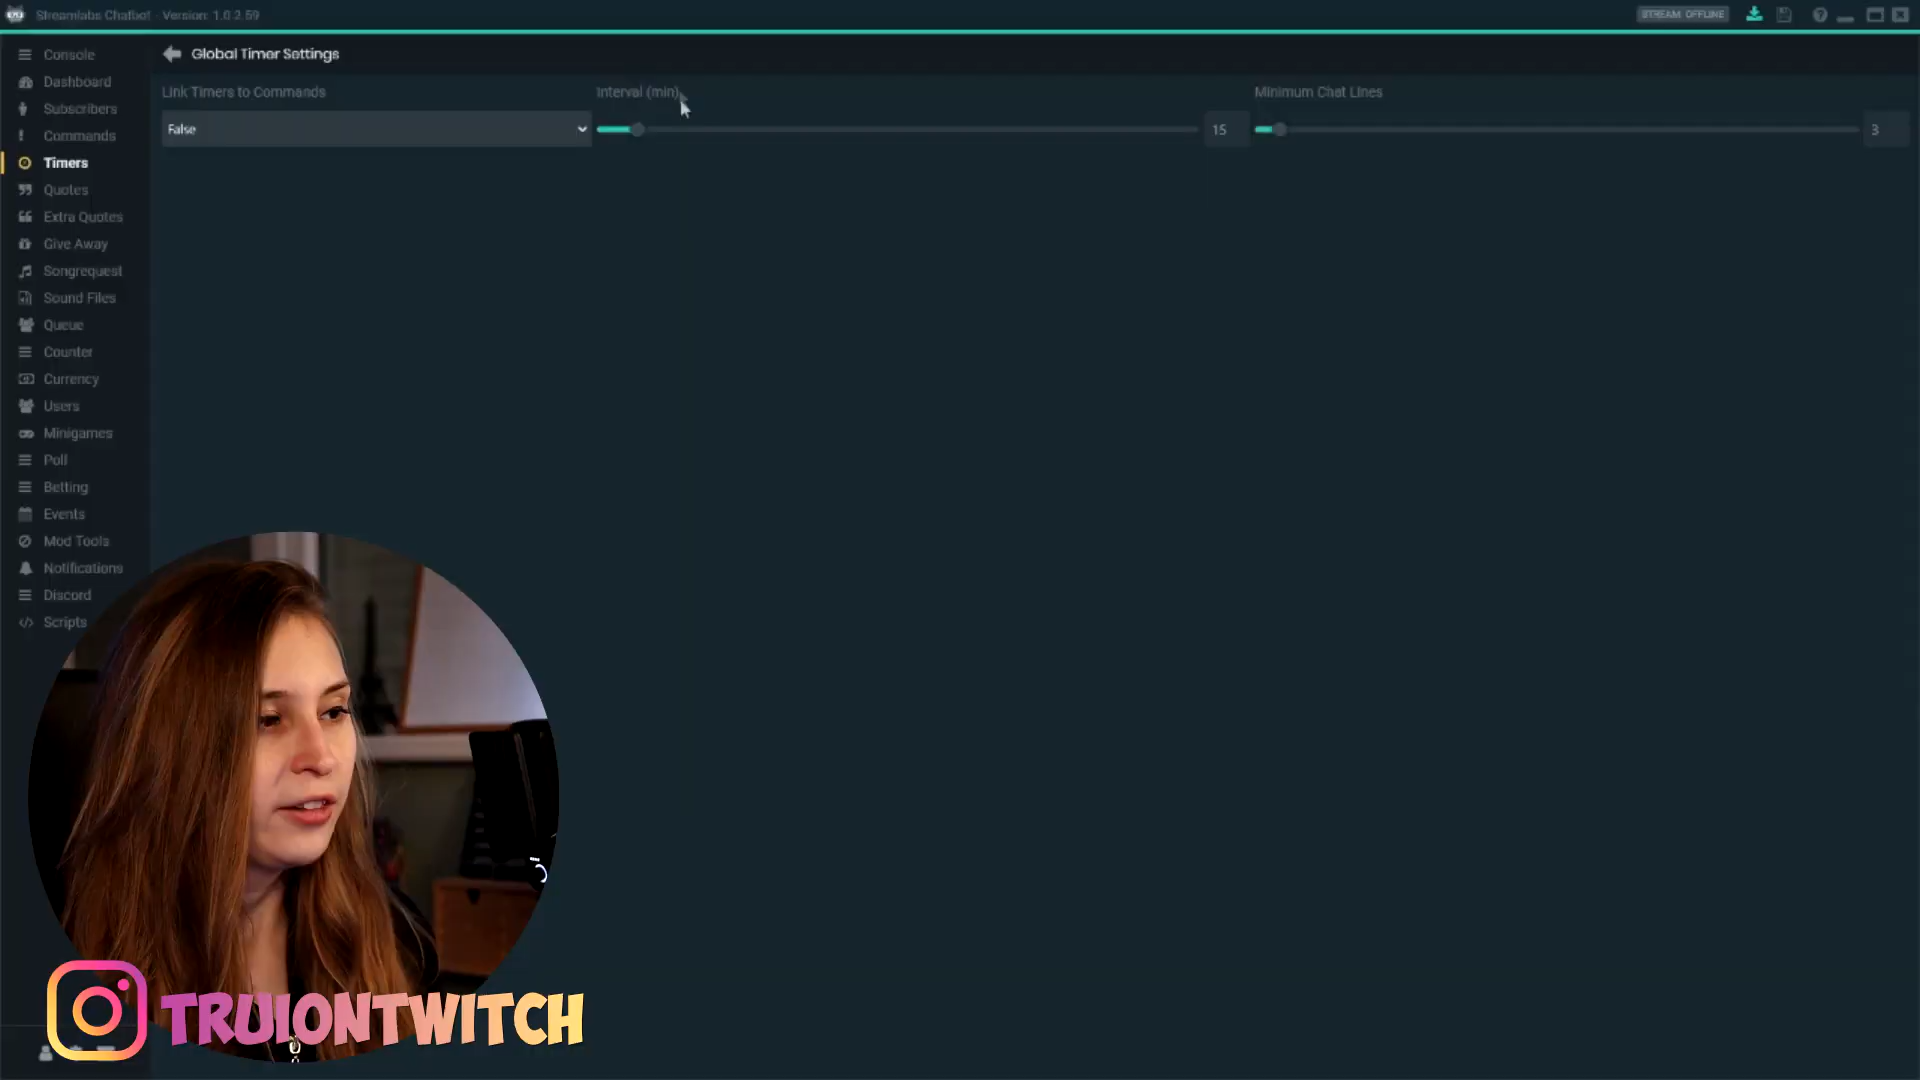 Streamlabs Chatbot - Version: 1.0.2.59
STREAM: OFFLINE
Console
Dashboard
Subscribers
Commands
Timers
Quotes
Extra Quotes
Give Away
Songrequest
Sound Files
Queue
Counter
Currency
Users
Minigames
Poll
Betting
Events
Mod Tools
Notifications
Discord
Scripts
Global Timer Settings
Link Timers to Commands
False
Interval (min)
15
Minimum Chat Lines
3
TRUIONTWITCH